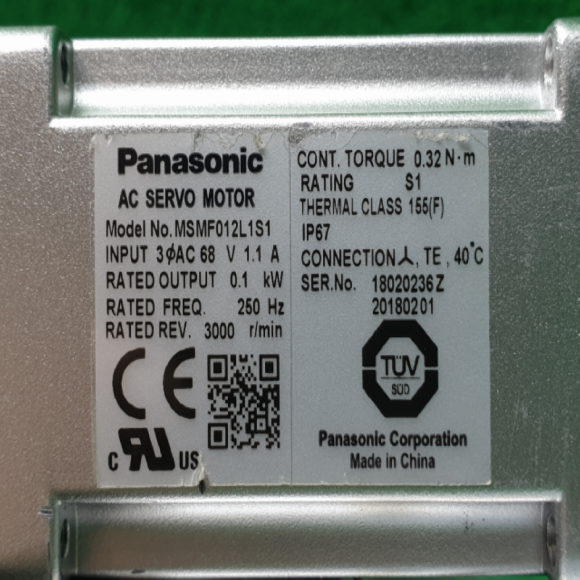 Panasonic
AC SERVO MOTOR
Model No. MSMF012L1S1
INPUT 3ϕAC 68 V 1.1 A
RATED OUTPUT 0.1 kW
RATED FREQ. 250 Hz
RATED REV. 3000 r/min
CE
c RU US
CONT. TORQUE 0.32 N·m
RATING S1
THERMAL CLASS 155(F)
IP67
CONNECTION 人, TE, 40°C
SER.No. 18020236Z
20180201
TÜV
SÜD
Panasonic Corporation
Made in China